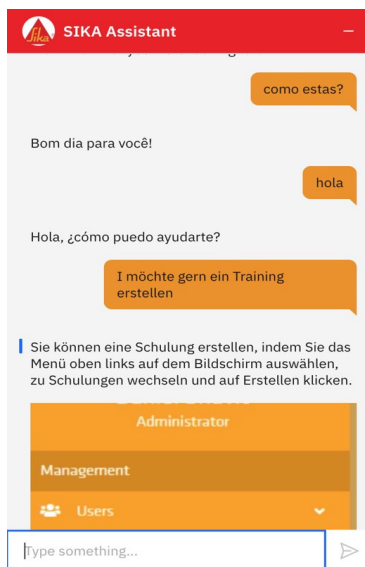 Sika
SIKA Assistant
como estas?
Bom dia para você!
hola
Hola, ¿cómo puedo ayudarte?
I möchte gern ein Training
erstellen
Sie können eine Schulung erstellen, indem Sie das
Menü oben links auf dem Bildschirm auswählen,
zu Schulungen wechseln und auf Erstellen klicken.
Administrator
Management
Users
Type something...